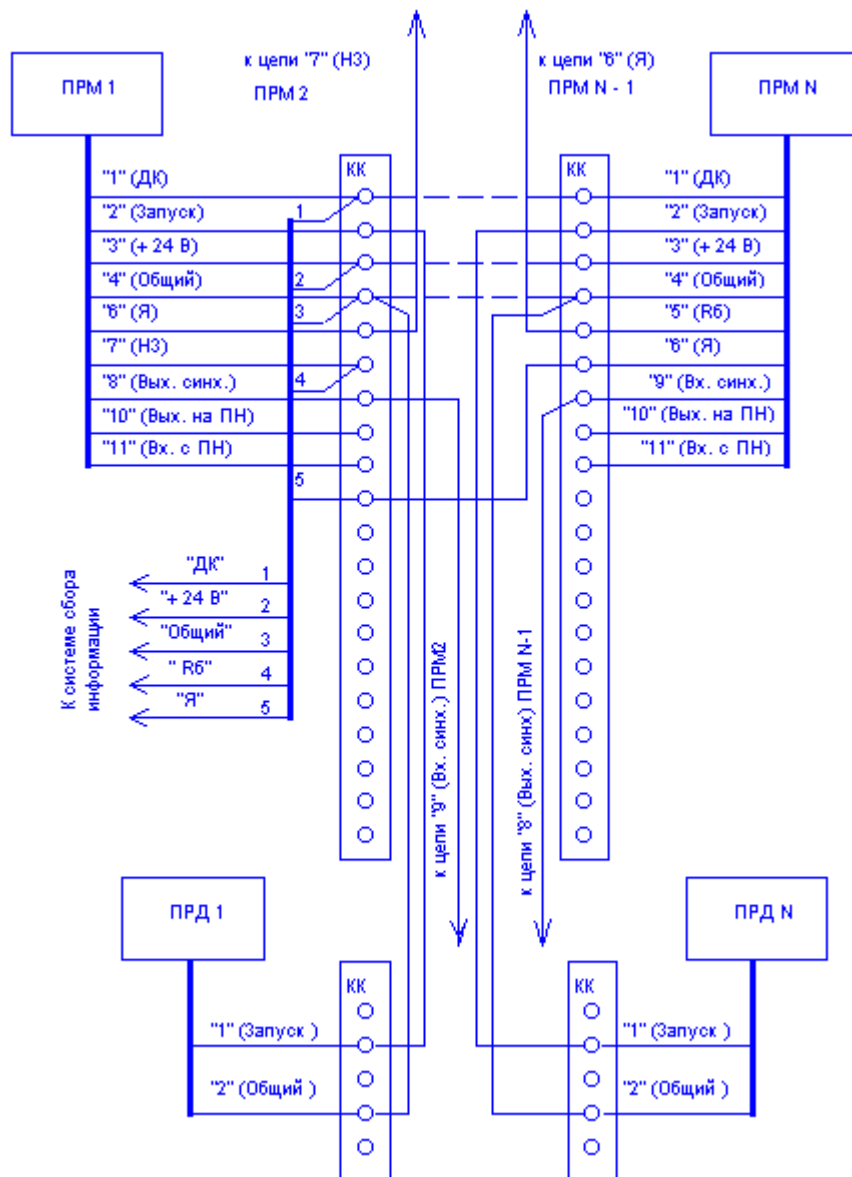 к цепи "7" (НЗ)
ПРМ 2
к цепи "6" (Я)
ПРМ N - 1
ПРМ 1
ПРМ N
КК
КК
"1" (ДК)
"2" (Запуск)
"3" (+ 24 В)
"4" (Общий)
"6" (Я)
"7" (НЗ)
"8" (Вых. синх.)
"10" (Вых. на ПН)
"11" (Вх. с ПН)
1
2
3
4
5
"1" (ДК)
"2" (Запуск)
"3" (+ 24 В)
"4" (Общий)
"5" (Rб)
"6" (Я)
"9" (Вх. синх.)
"10" (Вых. на ПН)
"11" (Вх. с ПН)
К системе сбора
информации
"ДК" 1
"+ 24 В" 2
"Общий" 3
" Rб" 4
"Я" 5
к цепи "9" (Вх. синх.) ПРМ2
к цепи "8" (Вых. синх) ПРМ N-1
ПРД 1
ПРД N
КК
КК
"1" (Запуск )
"2" (Общий )
"1" (Запуск )
"2" (Общий )